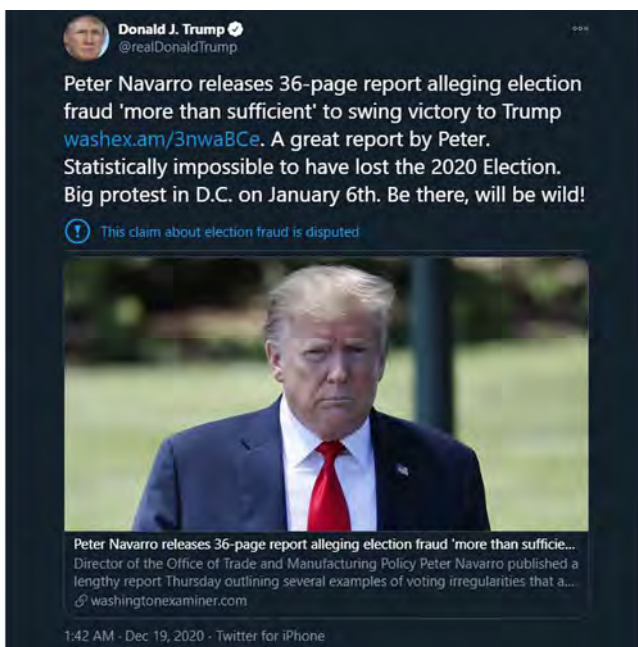 Donald J. Trump
@realDonaldTrump
Peter Navarro releases 36-page report alleging election
fraud 'more than sufficient' to swing victory to Trump
washex.am/3nwaBCe. A great report by Peter.
Statistically impossible to have lost the 2020 Election.
Big protest in D.C. on January 6th. Be there, will be wild!
This claim about election fraud is disputed
Peter Navarro releases 36-page report alleging election fraud 'more than sufficie...
Director of the Office of Trade and Manufacturing Policy Peter Navarro published a
lengthy report Thursday outlining several examples of voting irregularities that a...
washingtonexaminer.com
1:42 AM · Dec 19, 2020 · Twitter for iPhone